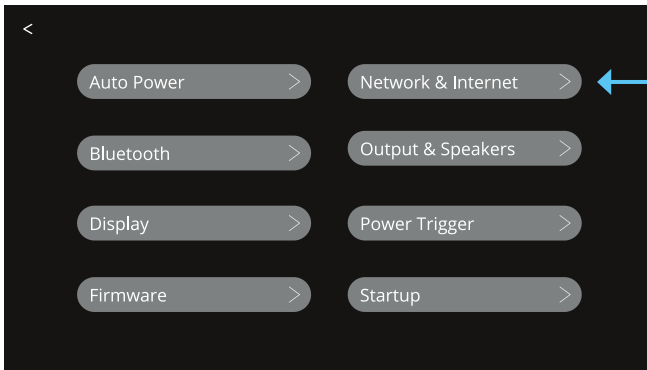 <
Auto Power >
Network & Internet >
Bluetooth >
Output & Speakers >
Display >
Power Trigger >
Firmware >
Startup >